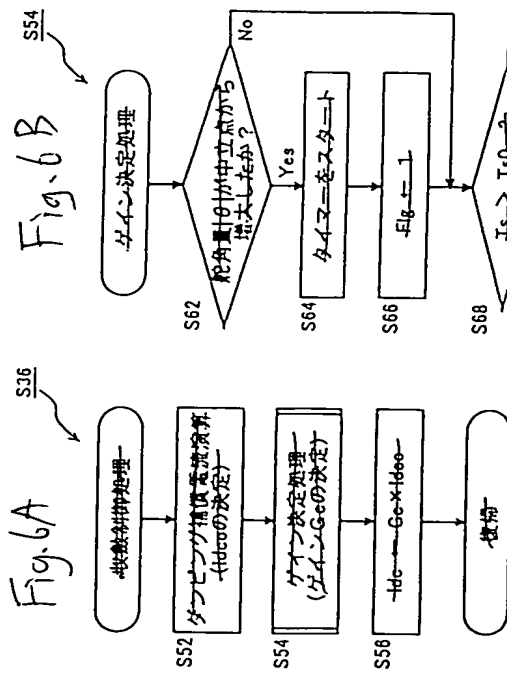 Fig. 6A
S36
収斂制御処理
S52
ダンピング補償電流演算
(Idcoの決定)
S54
ゲイン決定処理
(ゲインGcの決定)
S56
Idc ← Gc×Idco
復帰
Fig. 6B
S54
ゲイン決定処理
S62
舵角量|θ|が中立点から
増大したか?
No
Yes
S64
タイマーをスタート
S66
Flg ← 1
S68
Ts > Ts0 ?